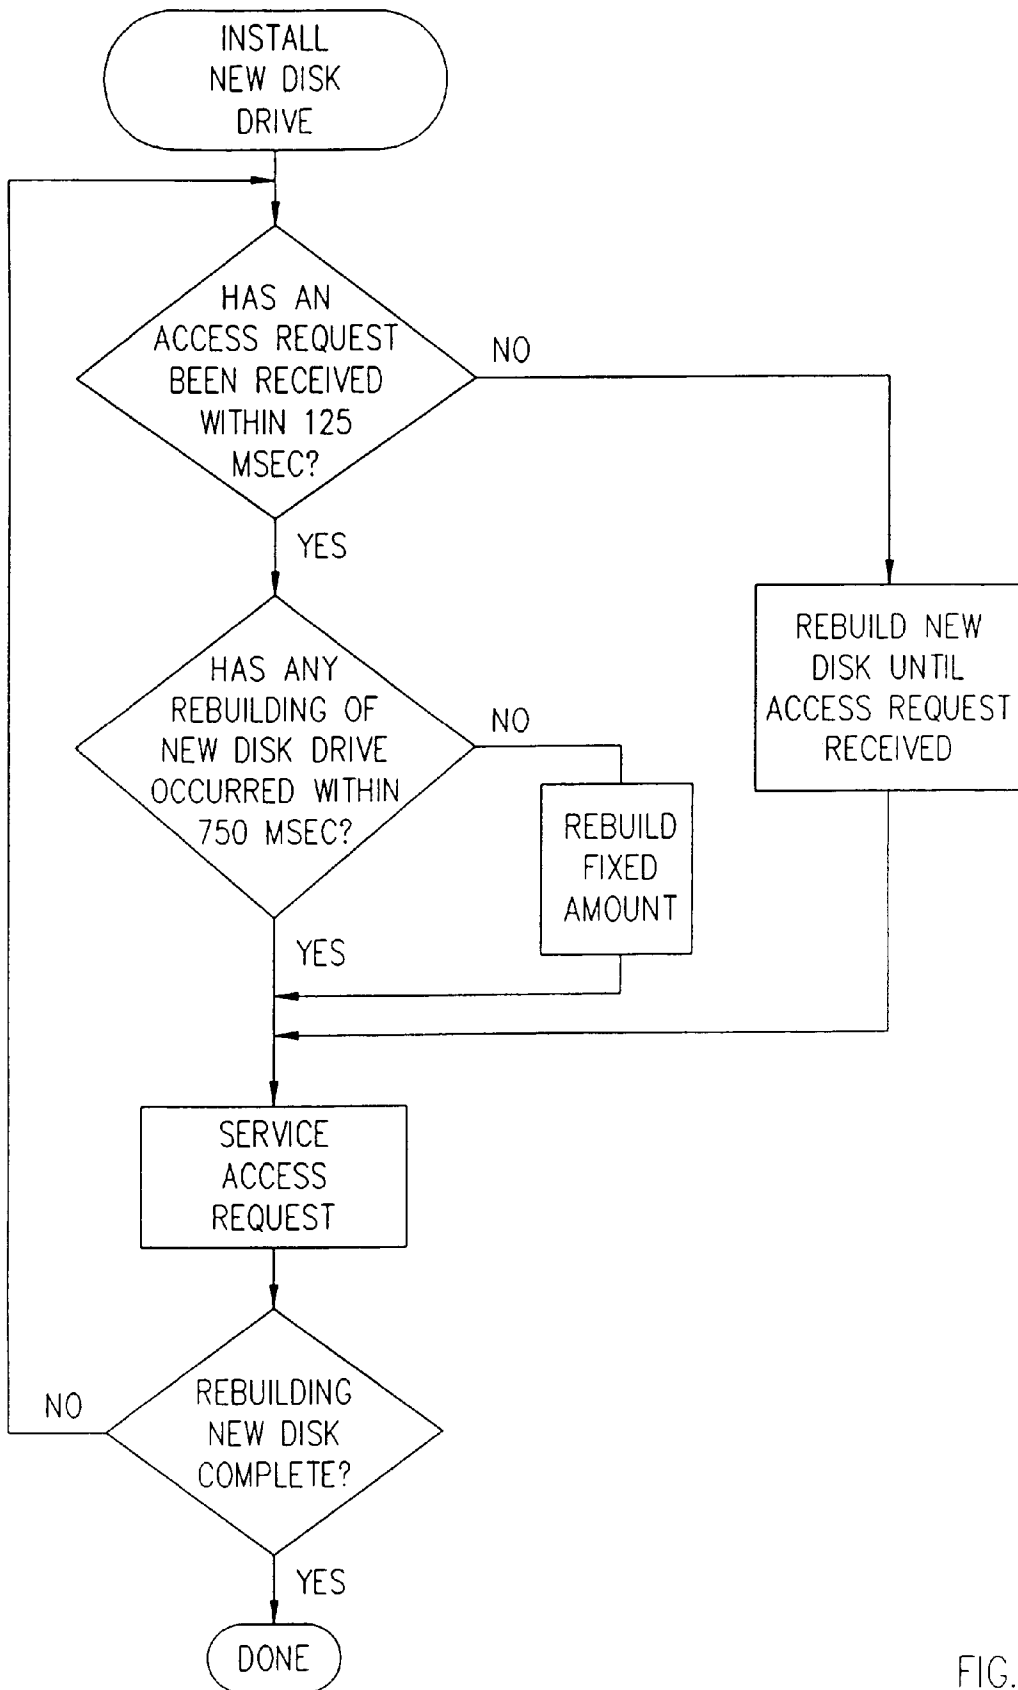 INSTALL
NEW DISK
DRIVE
HAS AN
ACCESS REQUEST
BEEN RECEIVED
WITHIN 125
MSEC?
NO
YES
REBUILD NEW
DISK UNTIL
ACCESS REQUEST
RECEIVED
HAS ANY
REBUILDING OF
NEW DISK DRIVE
OCCURRED WITHIN
750 MSEC?
NO
REBUILD
FIXED
AMOUNT
YES
SERVICE
ACCESS
REQUEST
REBUILDING
NEW DISK
COMPLETE?
NO
YES
DONE
FIG.